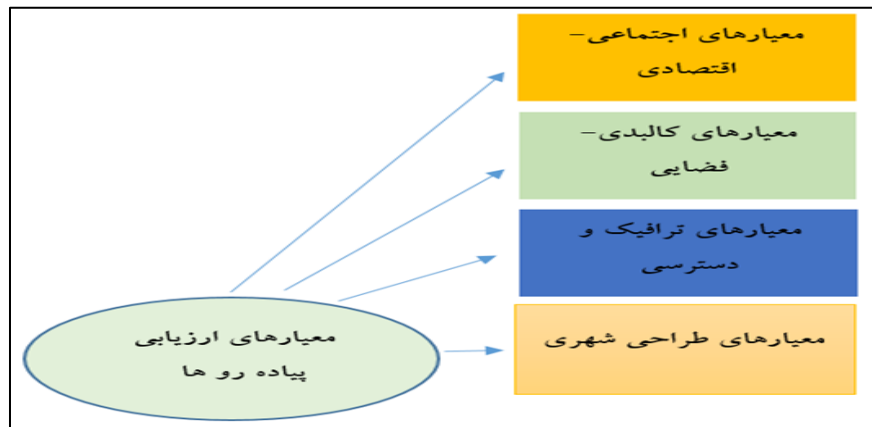 معیارهای اجتماعی-
اقتصادی
معیارهای کالبدی-
فضایی
معیارهای ترافیک و
دسترسی
معیارهای طراحی شهری
معیارهای ارزیابی
پیاده رو ها